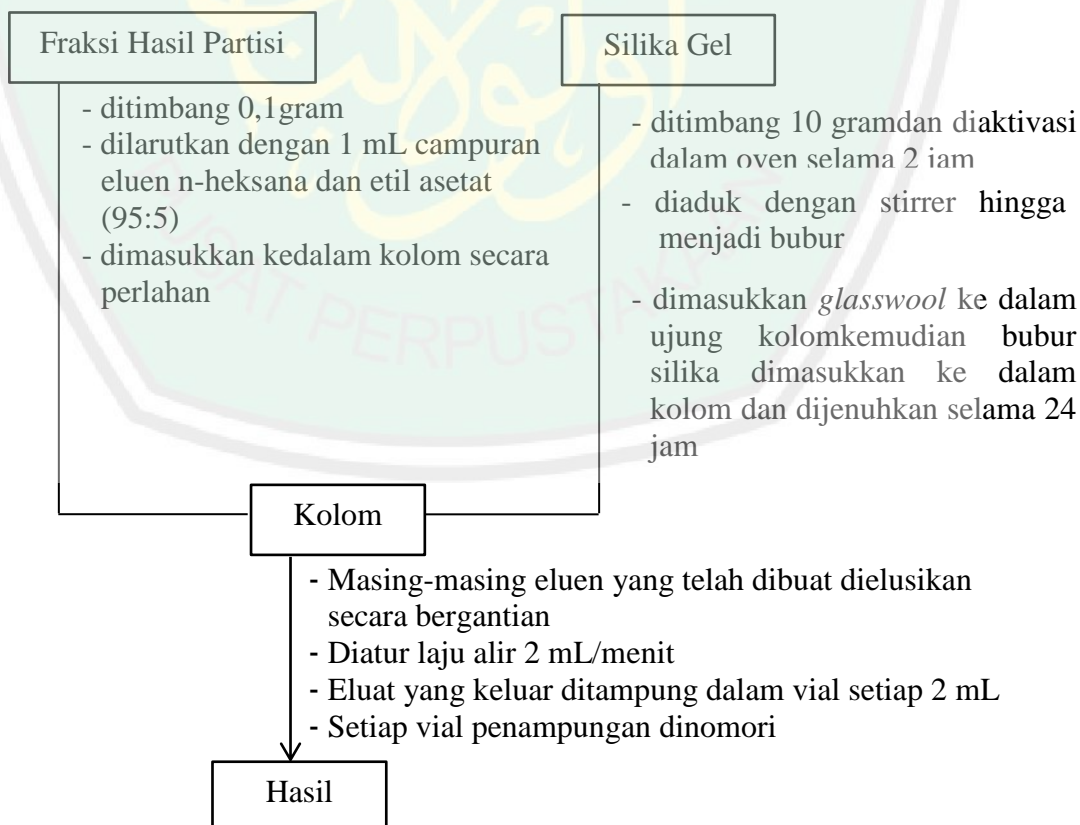 Fraksi Hasil Partisi
- ditimbang 0,1gram
- dilarutkan dengan 1 mL campuran
eluen n-heksana dan etil asetat
(95:5)
- dimasukkan kedalam kolom secara
perlahan
Silika Gel
- ditimbang 10 gramdan diaktivasi
dalam oven selama 2 jam
- diaduk dengan stirrer hingga
menjadi bubur
- dimasukkan glasswool ke dalam
ujung kolomkemudian bubur
silika dimasukkan ke dalam
kolom dan dijenuhkan selama 24
jam
PUSAT PERPUSTAKAAN
Kolom
- Masing-masing eluen yang telah dibuat dielusikan
secara bergantian
- Diatur laju alir 2 mL/menit
- Eluat yang keluar ditampung dalam vial setiap 2 mL
- Setiap vial penampungan dinomori
Hasil